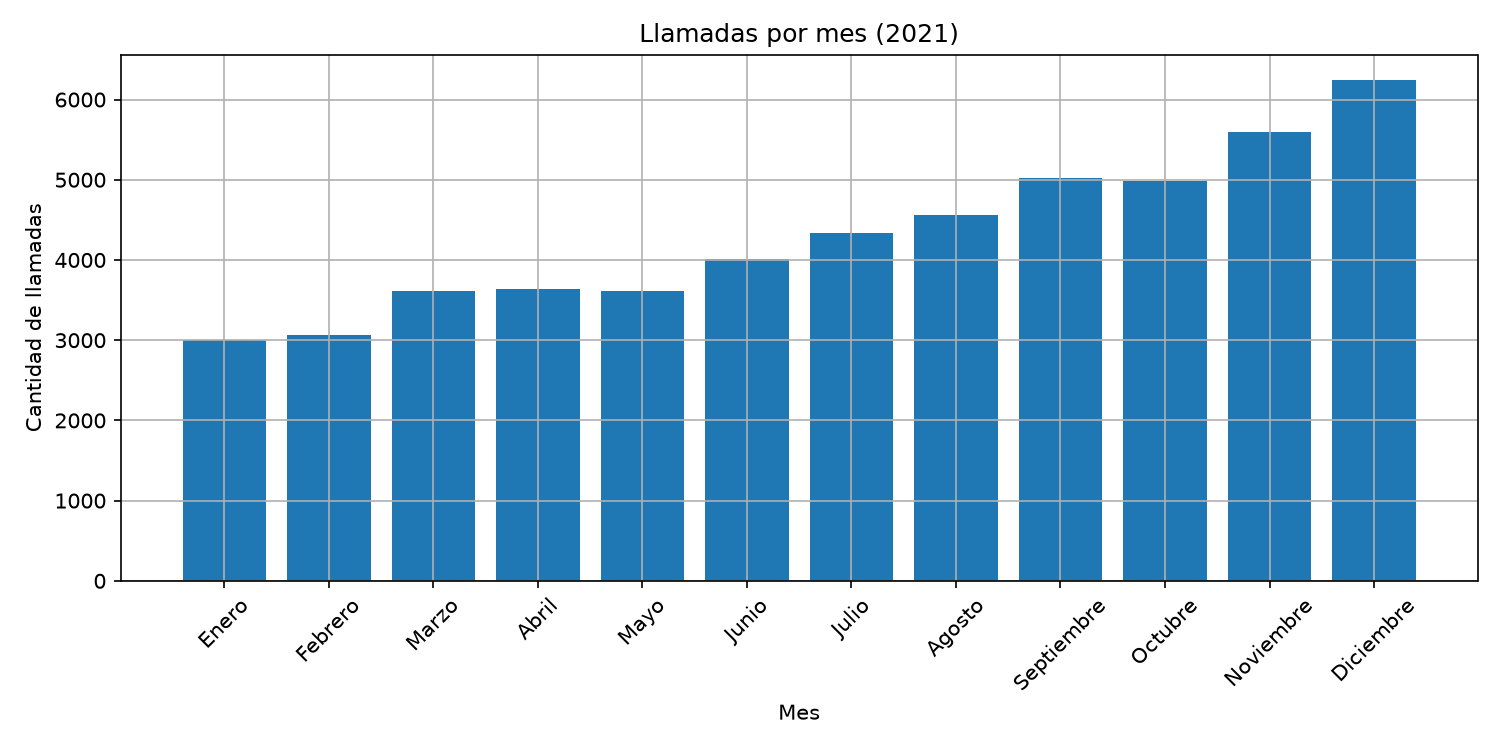 Llamadas por mes (2021)
Cantidad de llamadas
6000
5000
4000
3000
2000
1000
0
Enero
Febrero
Marzo
Abril
Mayo
Junio
Julio
Agosto
Septiembre
Octubre
Noviembre
Diciembre
Mes